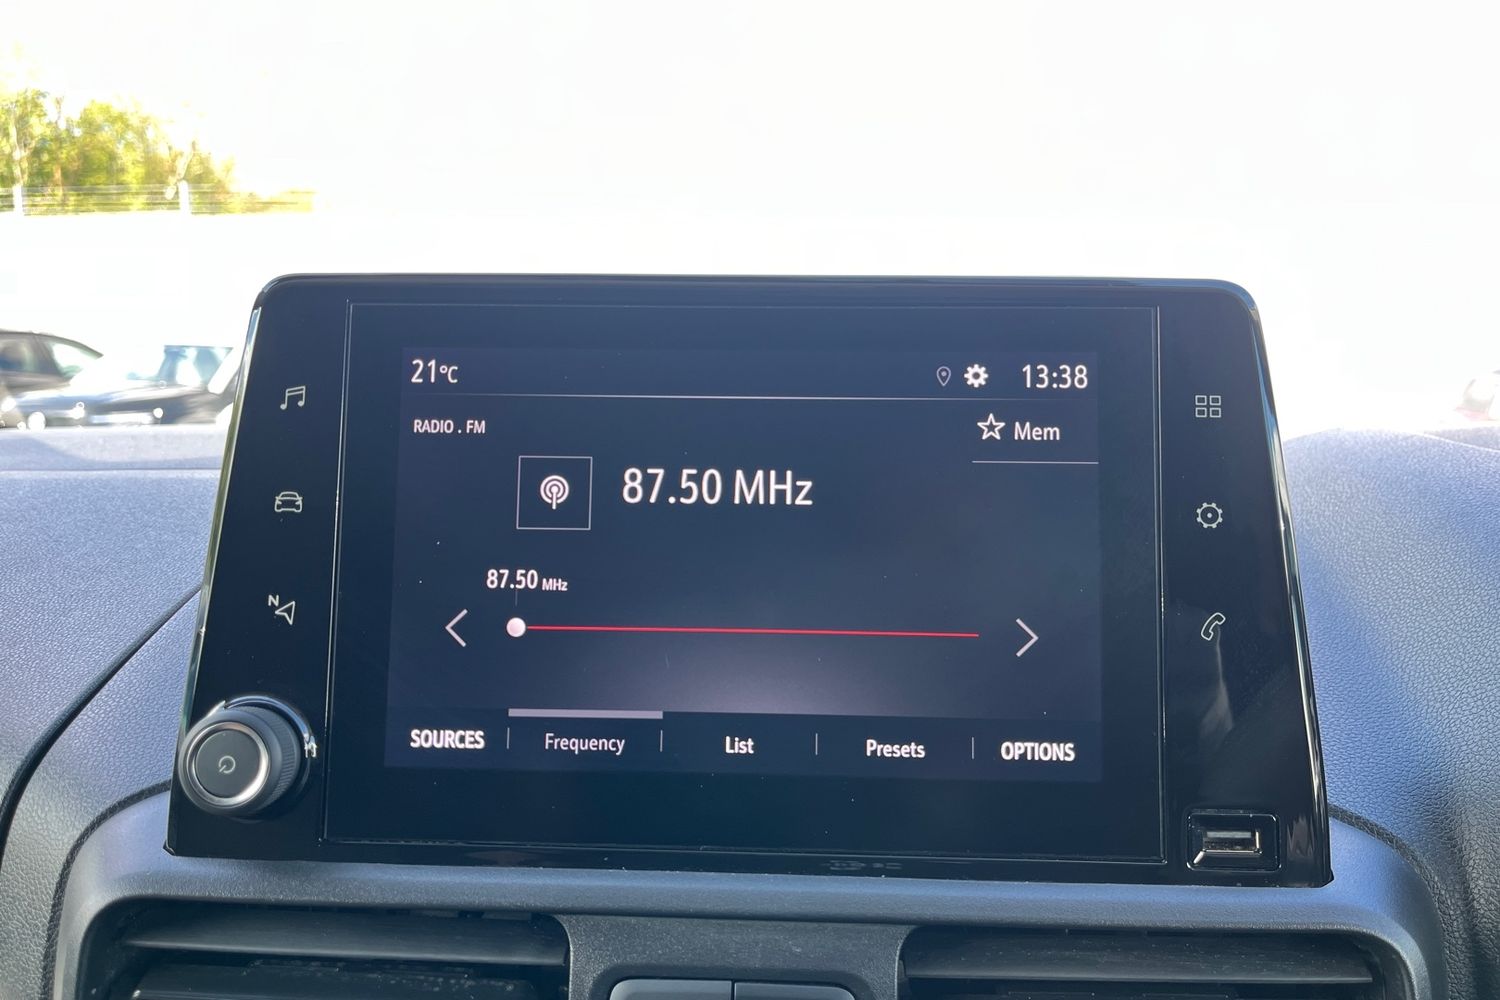 21°C 13:38
RADIO . FM
Mem
87.50 MHz
87.50 MHz
N
SOURCES Frequency List Presets OPTIONS